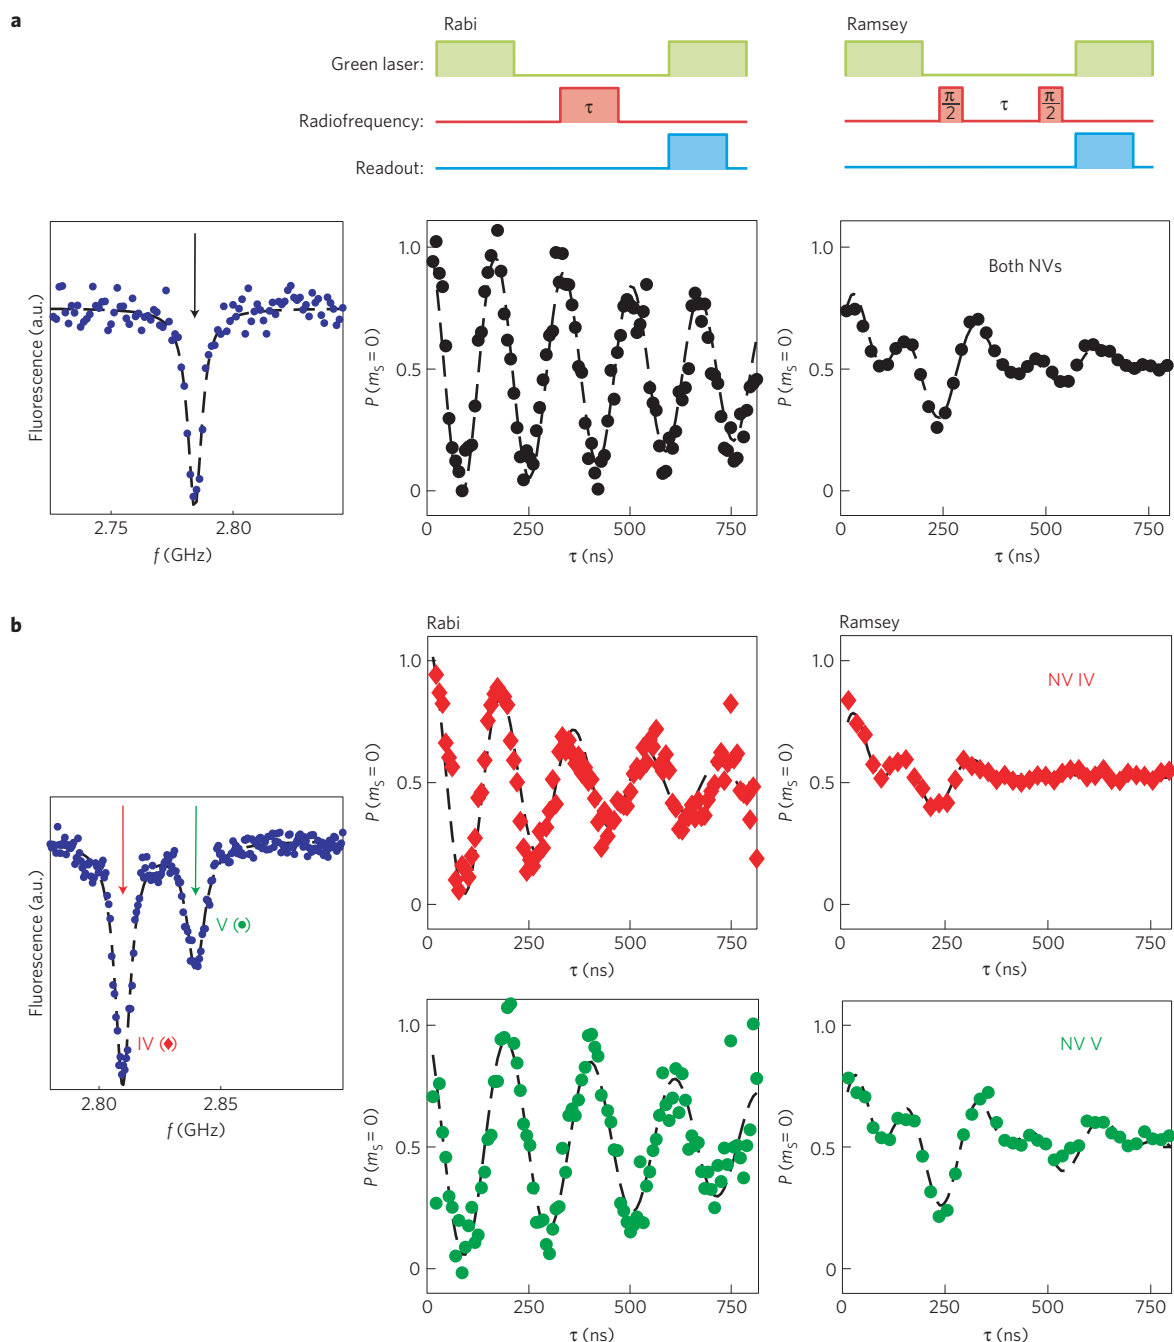 a
Rabi
Ramsey
Green laser:
Radiofrequency:
Readout:
τ
π/2
τ
π/2
Fluorescence (a.u.)
2.75
2.80
f (GHz)
P (mS = 0)
1.0
0.5
0
0
250
500
750
τ (ns)
P (mS = 0)
Both NVs
1.0
0.5
0
0
250
500
750
τ (ns)
b
Rabi
Ramsey
Fluorescence (a.u.)
V (●)
IV (♦)
2.80
2.85
f (GHz)
P (mS = 0)
1.0
0.5
0
0
250
500
750
τ (ns)
P (mS = 0)
NV IV
1.0
0.5
0
0
250
500
750
τ (ns)
P (mS = 0)
1.0
0.5
0
0
250
500
750
τ (ns)
P (mS= 0)
NV V
1.0
0.5
0
0
250
500
750
τ (ns)